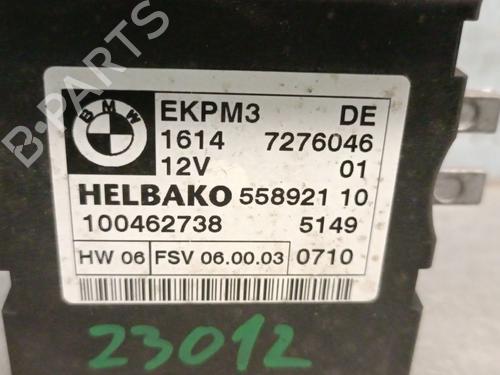 B-PARTS
BMW
EKPM3 DE
1614 7276046
12V 01
HELBAKO 558921 10
100462738 5149
HW 06 FSV 06.00.03 0710
23012